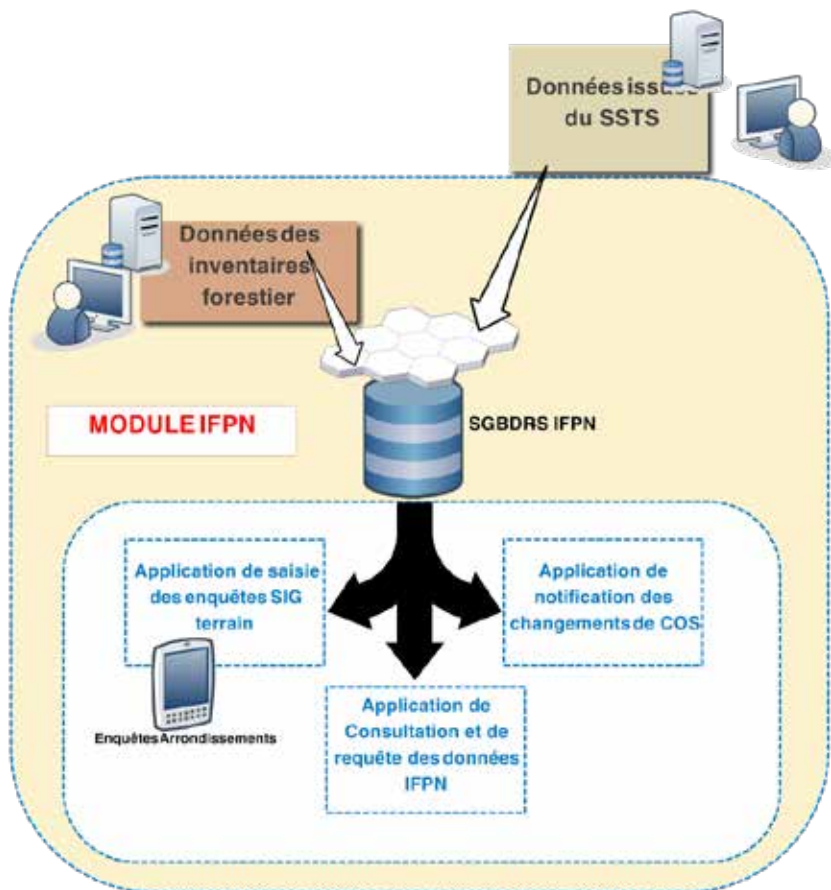 Données issues
du SSTS
Données des
inventaires
forestier
MODULE IFPN
SGBDRS IFPN
Application de saisie
des enquêtes SIG
terrain
Application de
notification des
changements de COS
Enquêtes Arrondissements
Application de
Consultation et de
requête des données
IFPN